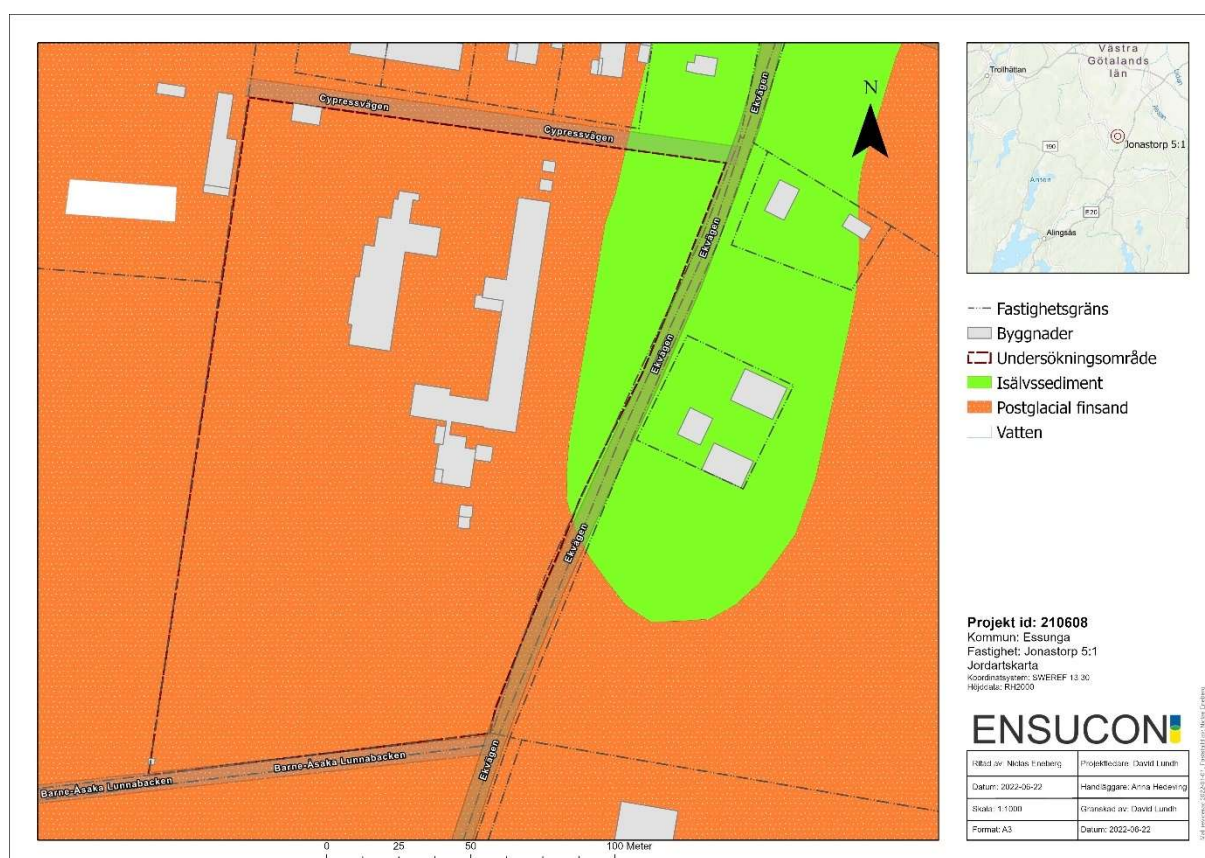 Cypressvägen
Cypressvägen
Ekvägen
Ekvägen
Ekvägen
Ekvägen
Ekvägen
Barne-Åsaka Lunnabacken
Barne-Åsaka Lunnabacken
N
0 25 50 100 Meter
Västra
Götalands
län
Trollhättan
190
Jonastorp 5:1
Anten
E20
Alingsås
Fastighetsgräns
Byggnader
Undersökningsområde
Isälvssediment
Postglacial finsand
Vatten
Projekt id: 210608
Kommun: Essunga
Fastighet: Jonastorp 5:1
Jordartskarta
Koordinatsystem: SWEREF 13 30
Höjddata: RH2000
ENSUCON
Ritad av: Niclas Eneberg Projektledare: David Lundh
Datum: 2022-06-22 Handläggare: Anna Hedeving
Skala: 1:1000 Granskad av: David Lundh
Format: A3 Datum: 2022-06-22